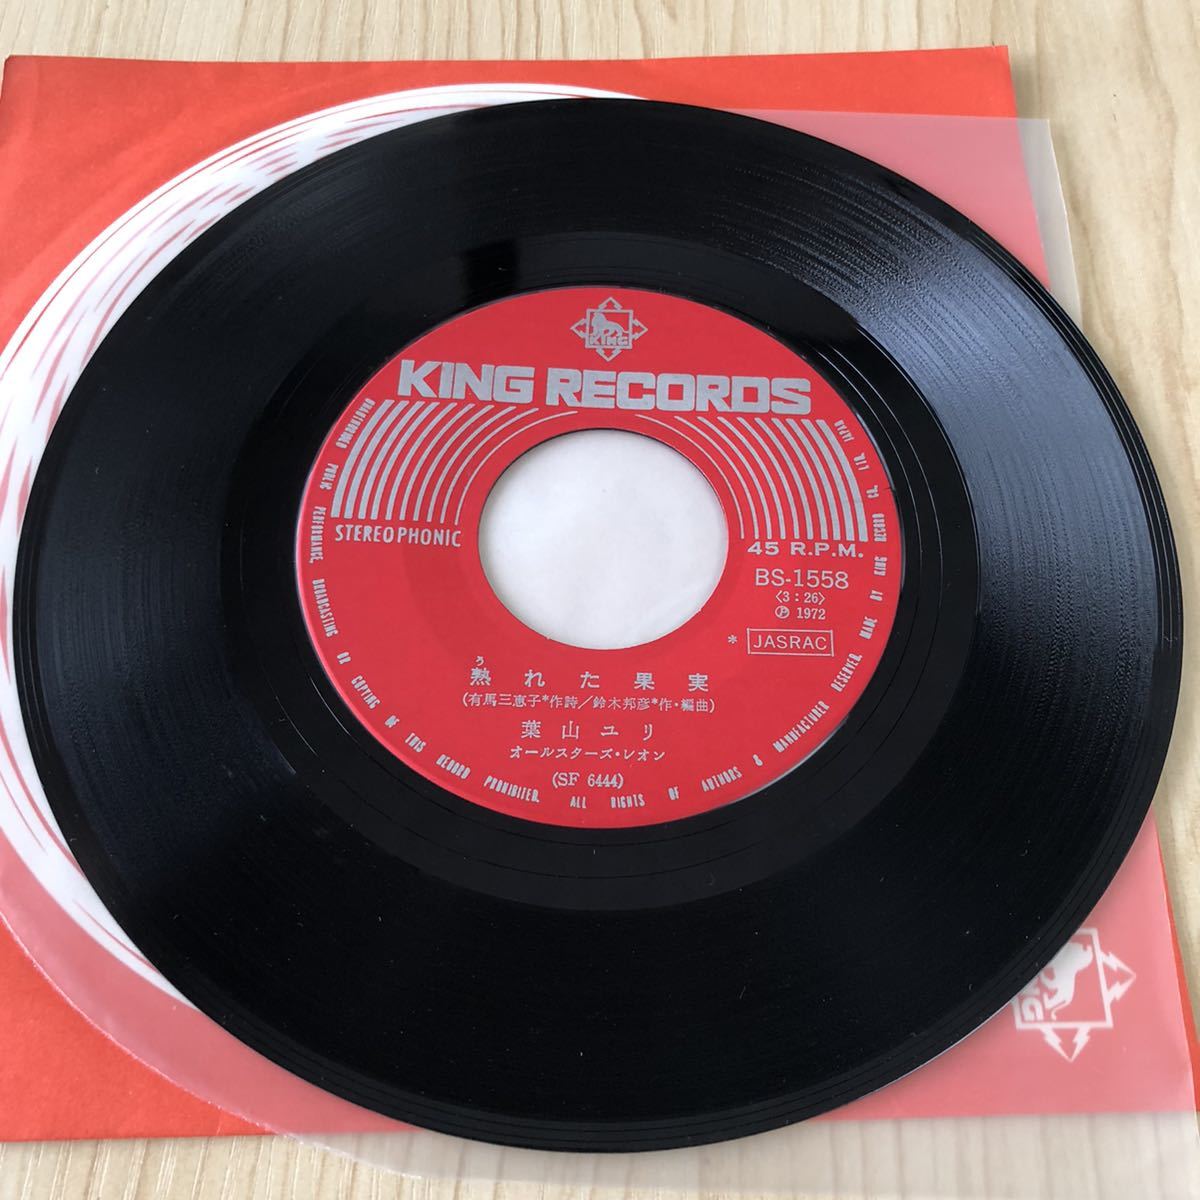 KING
KING RECORDS
STEREOPHONIC
45 R.P.M.
BS-1558
〈3：26〉
Ⓟ 1972
* JASRAC
う
熟れた果実
(有馬三恵子*作詩/鈴木邦彦*作・編曲)
葉山ユリ
オールスターズ・レオン
(SF 6444)
UNAUTHORIZED PUBLIC PERFORMANCE, BROADCASTING OR COPYING OF THIS RECORD PROHIBITED. ALL RIGHTS OF AUTHORS & MANUFACTURER RESERVED. MADE BY KING RECORD CO., LTD. JAPAN